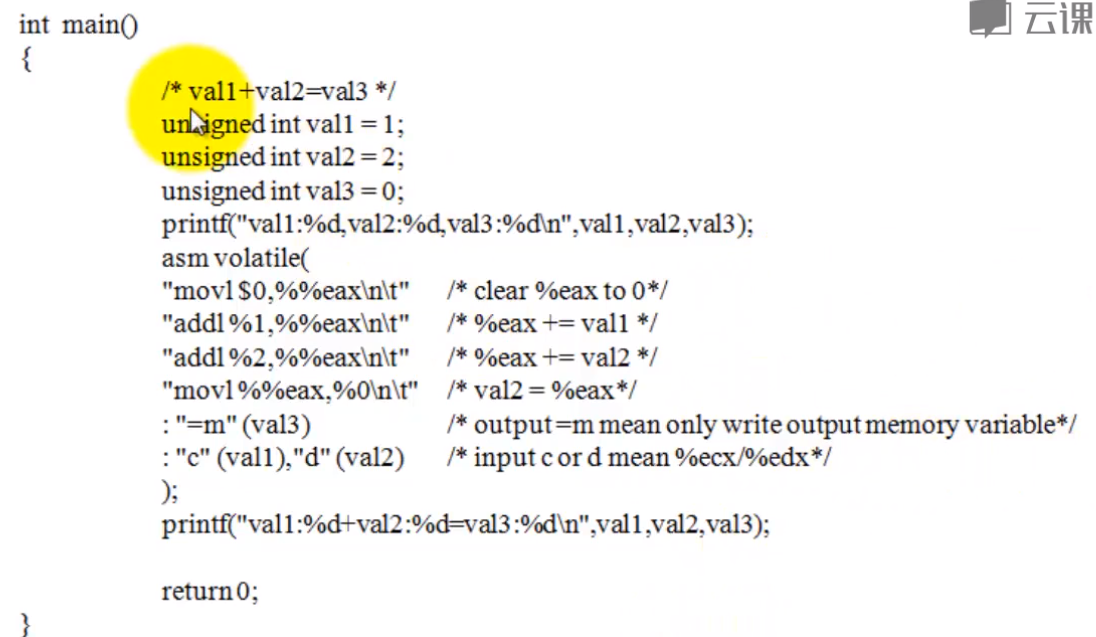 云课
int main()
{
/* val1+val2=val3 */
unsigned int val1 = 1;
unsigned int val2 = 2;
unsigned int val3 = 0;
printf("val1:%d,val2:%d,val3:%d\n",val1,val2,val3);
asm volatile(
"movl $0,%%eax\n\t" /* clear %eax to 0*/
"addl %1,%%eax\n\t" /* %eax += val1 */
"addl %2,%%eax\n\t" /* %eax += val2 */
"movl %%eax,%0\n\t" /* val2 = %eax*/
: "=m" (val3) /* output =m mean only write output memory variable*/
: "c" (val1),"d" (val2) /* input c or d mean %ecx/%edx*/
);
printf("val1:%d+val2:%d=val3:%d\n",val1,val2,val3);
return 0;
}